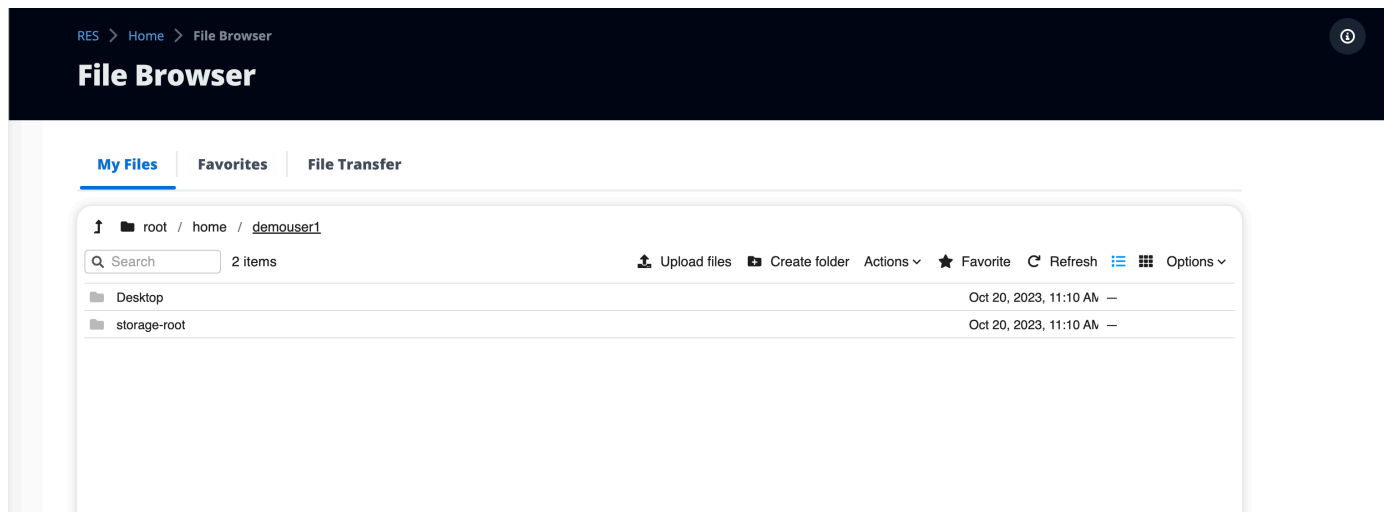 RES > Home > File Browser
File Browser
My Files Favorites File Transfer
root / home / demouser1
Search 2 items Upload files Create folder Actions Favorite Refresh Options
Desktop Oct 20, 2023, 11:10 AM —
storage-root Oct 20, 2023, 11:10 AM —